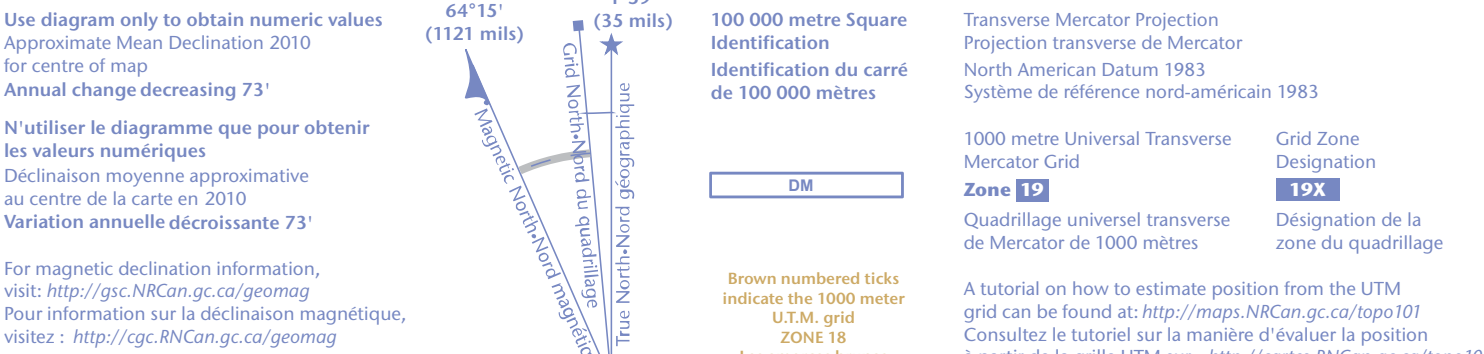 Use diagram only to obtain numeric values
Approximate Mean Declination 2010
for centre of map
Annual change decreasing 73'
N'utiliser le diagramme que pour obtenir
les valeurs numériques
Déclinaison moyenne approximative
au centre de la carte en 2010
Variation annuelle décroissante 73'
For magnetic declination information,
visit: http://gsc.NRCan.gc.ca/geomag
Pour information sur la déclinaison magnétique,
visitez : http://cgc.RNCan.gc.ca/geomag
64°15'
(1121 mils)
(35 mils)
Magnetic North•Nord magnétic
Grid North•Nord du quadrillage
True North•Nord géographique
100 000 metre Square
Identification
Identification du carré
de 100 000 mètres
DM
Brown numbered ticks
indicate the 1000 meter
U.T.M. grid
ZONE 18
Transverse Mercator Projection
Projection transverse de Mercator
North American Datum 1983
Système de référence nord-américain 1983
1000 metre Universal Transverse
Mercator Grid
Zone 19
Quadrillage universel transverse
de Mercator de 1000 mètres
Grid Zone
Designation
19X
Désignation de la
zone du quadrillage
A tutorial on how to estimate position from the UTM
grid can be found at: http://maps.NRCan.gc.ca/topo101
Consultez le tutoriel sur la manière d'évaluer la position